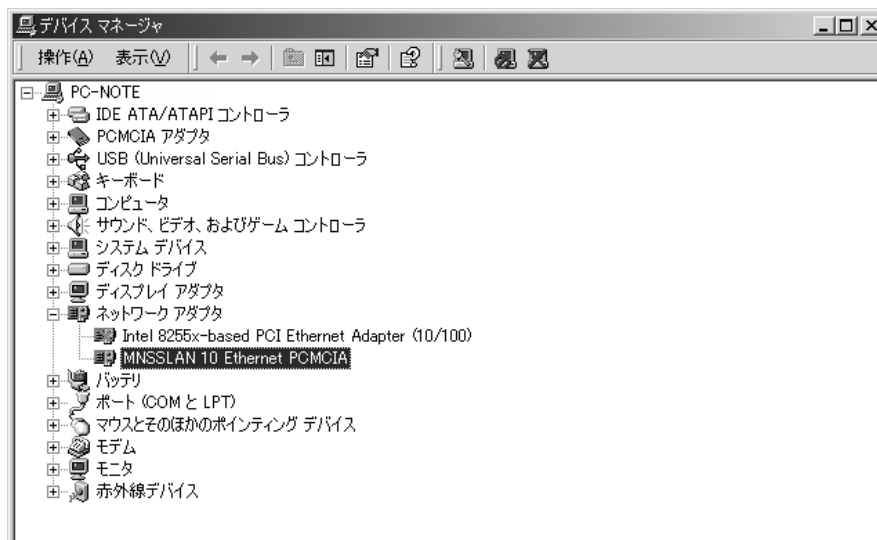 デバイス マネージャ
操作(A) 表示(V)
PC-NOTE
IDE ATA/ATAPI コントローラ
PCMCIA アダプタ
USB (Universal Serial Bus) コントローラ
キーボード
コンピュータ
サウンド、ビデオ、およびゲーム コントローラ
システム デバイス
ディスク ドライブ
ディスプレイ アダプタ
ネットワーク アダプタ
Intel 8255x-based PCI Ethernet Adapter (10/100)
MNSSLAN 10 Ethernet PCMCIA
バッテリ
ポート (COM と LPT)
マウスとそのほかのポインティング デバイス
モデム
モニタ
赤外線デバイス